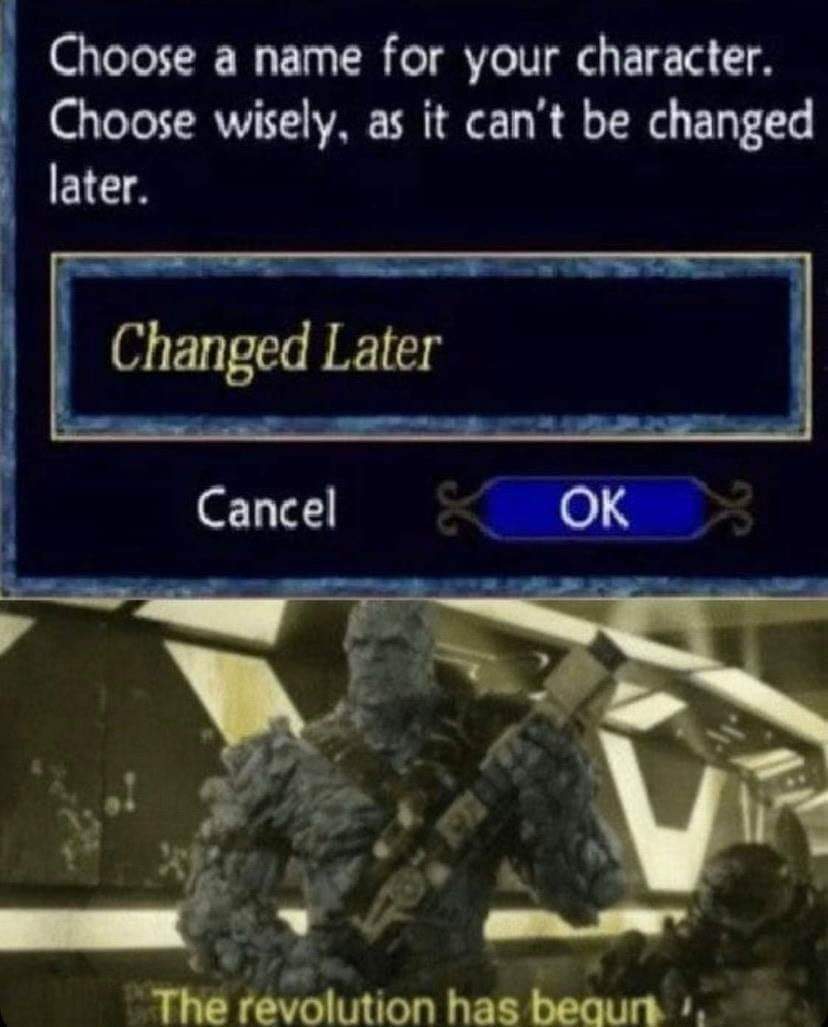 Choose a name for your character.
Choose wisely, as it can't be changed
later.
Changed Later
Cancel OK
The revolution has begun